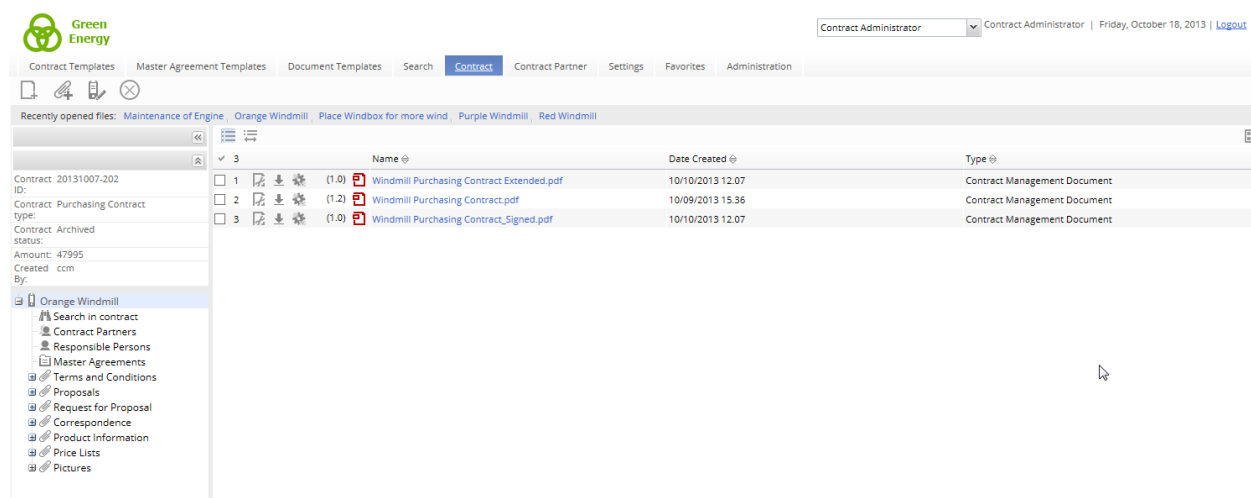 Green
Energy
Contract Administrator
Contract Administrator | Friday, October 18, 2013 | Logout
Contract Templates Master Agreement Templates Document Templates Search Contract Contract Partner Settings Favorites Administration
Recently opened files: Maintenance of Engine , Orange Windmill , Place Windbox for more wind , Purple Windmill , Red Windmill
3 Name Date Created Type
Contract ID: 20131007-202
Contract type: Purchasing Contract
Contract status: Archived
Amount: 47995
Created By: ccm
1 (1.0) Windmill Purchasing Contract Extended.pdf 10/10/2013 12.07 Contract Management Document
2 (1.2) Windmill Purchasing Contract.pdf 10/09/2013 15.36 Contract Management Document
3 (1.0) Windmill Purchasing Contract_Signed.pdf 10/10/2013 12.07 Contract Management Document
Orange Windmill
Search in contract
Contract Partners
Responsible Persons
Master Agreements
Terms and Conditions
Proposals
Request for Proposal
Correspondence
Product Information
Price Lists
Pictures